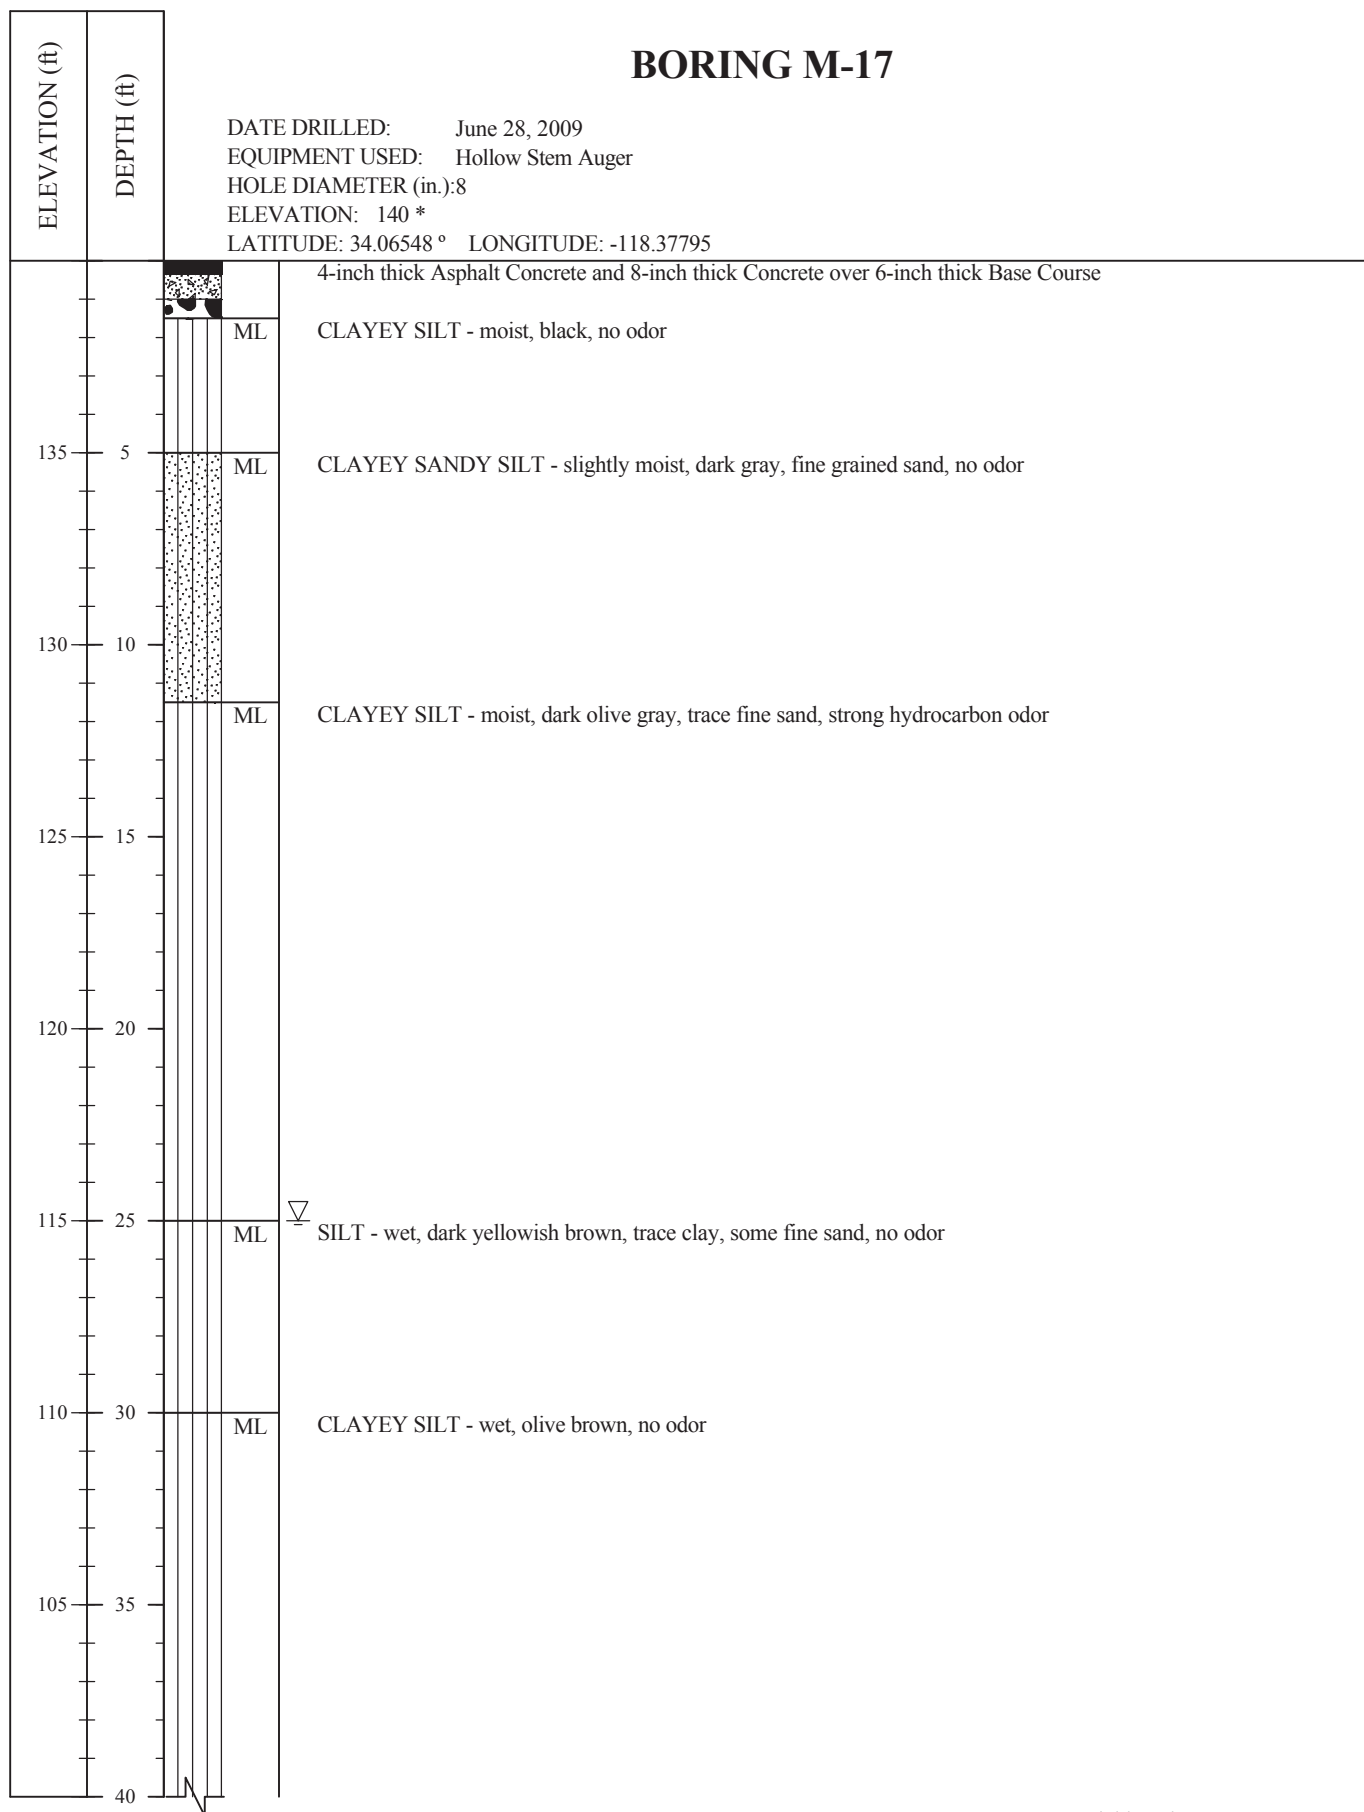 BORING M-17
ELEVATION (ft)
DEPTH (ft)
DATE DRILLED: June 28, 2009
EQUIPMENT USED: Hollow Stem Auger
HOLE DIAMETER (in.):8
ELEVATION: 140 *
LATITUDE: 34.06548 º LONGITUDE: -118.37795
4-inch thick Asphalt Concrete and 8-inch thick Concrete over 6-inch thick Base Course
ML CLAYEY SILT - moist, black, no odor
135 5
ML CLAYEY SANDY SILT - slightly moist, dark gray, fine grained sand, no odor
130 10
ML CLAYEY SILT - moist, dark olive gray, trace fine sand, strong hydrocarbon odor
125 15
120 20
115 25
ML SILT - wet, dark yellowish brown, trace clay, some fine sand, no odor
110 30
ML CLAYEY SILT - wet, olive brown, no odor
105 35
40